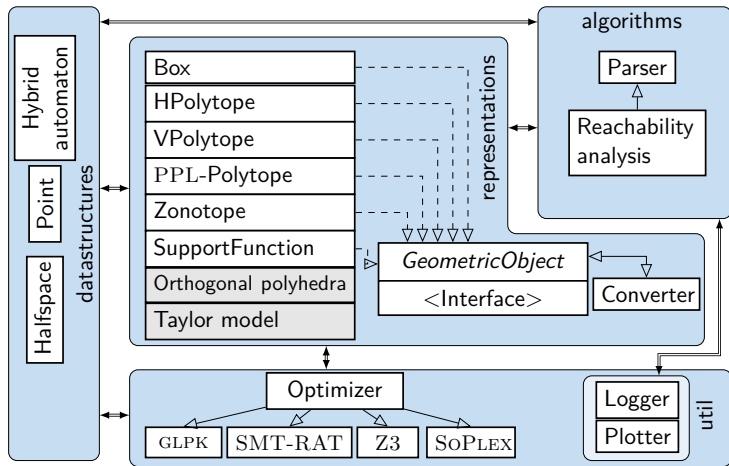 Hybrid
automaton
Point
Halfspace
datastructures
Box
HPolytope
VPolytope
PPL-Polytope
Zonotope
SupportFunction
Orthogonal polyhedra
Taylor model
representations
GeometricObject
<Interface>
Converter
algorithms
Parser
Reachability
analysis
Optimizer
GLPK
SMT-RAT
Z3
SoPlex
Logger
Plotter
util